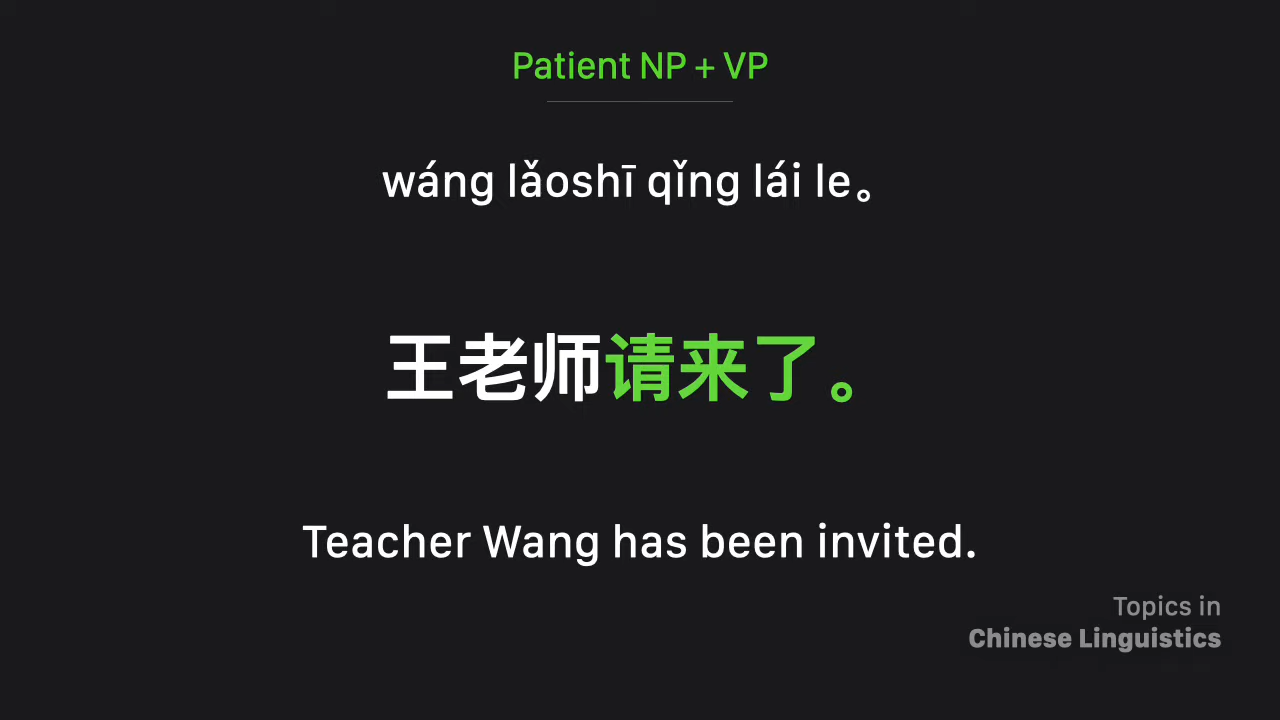 Patient NP + VP
wáng lǎoshī qǐng lái le。
王老师请来了。
Teacher Wang has been invited.
Topics in
Chinese Linguistics